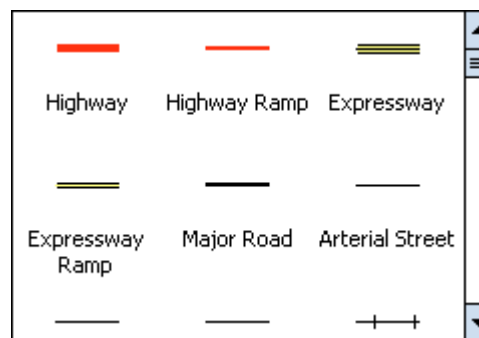 Highway
Highway Ramp
Expressway
Expressway
Ramp
Major Road
Arterial Street